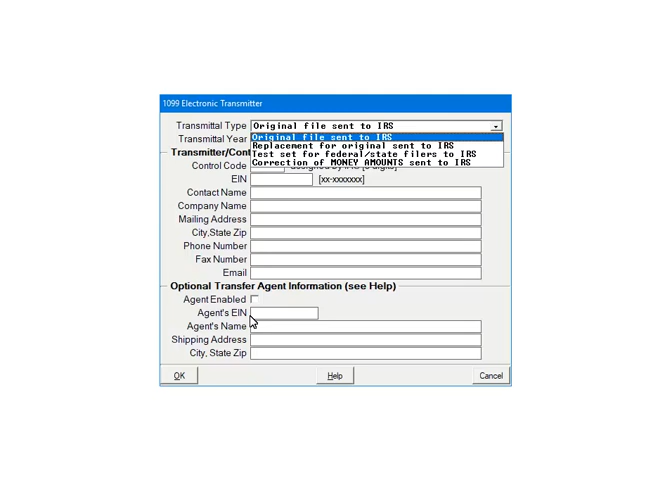 1099 Electronic Transmitter
Transmittal Type Original file sent to IRS
Original file sent to IRS
Transmittal Year
Replacement for original sent to IRS
Test set for federal/state filers to IRS
Transmitter/Cont
Correction of MONEY AMOUNTS sent to IRS
Control Code
EIN [xx-xxxxxxx]
Contact Name
Company Name
Mailing Address
City,State Zip
Phone Number
Fax Number
Email
Optional Transfer Agent Information (see Help)
Agent Enabled
Agent's EIN
Agent's Name
Shipping Address
City, State Zip
OK Help Cancel